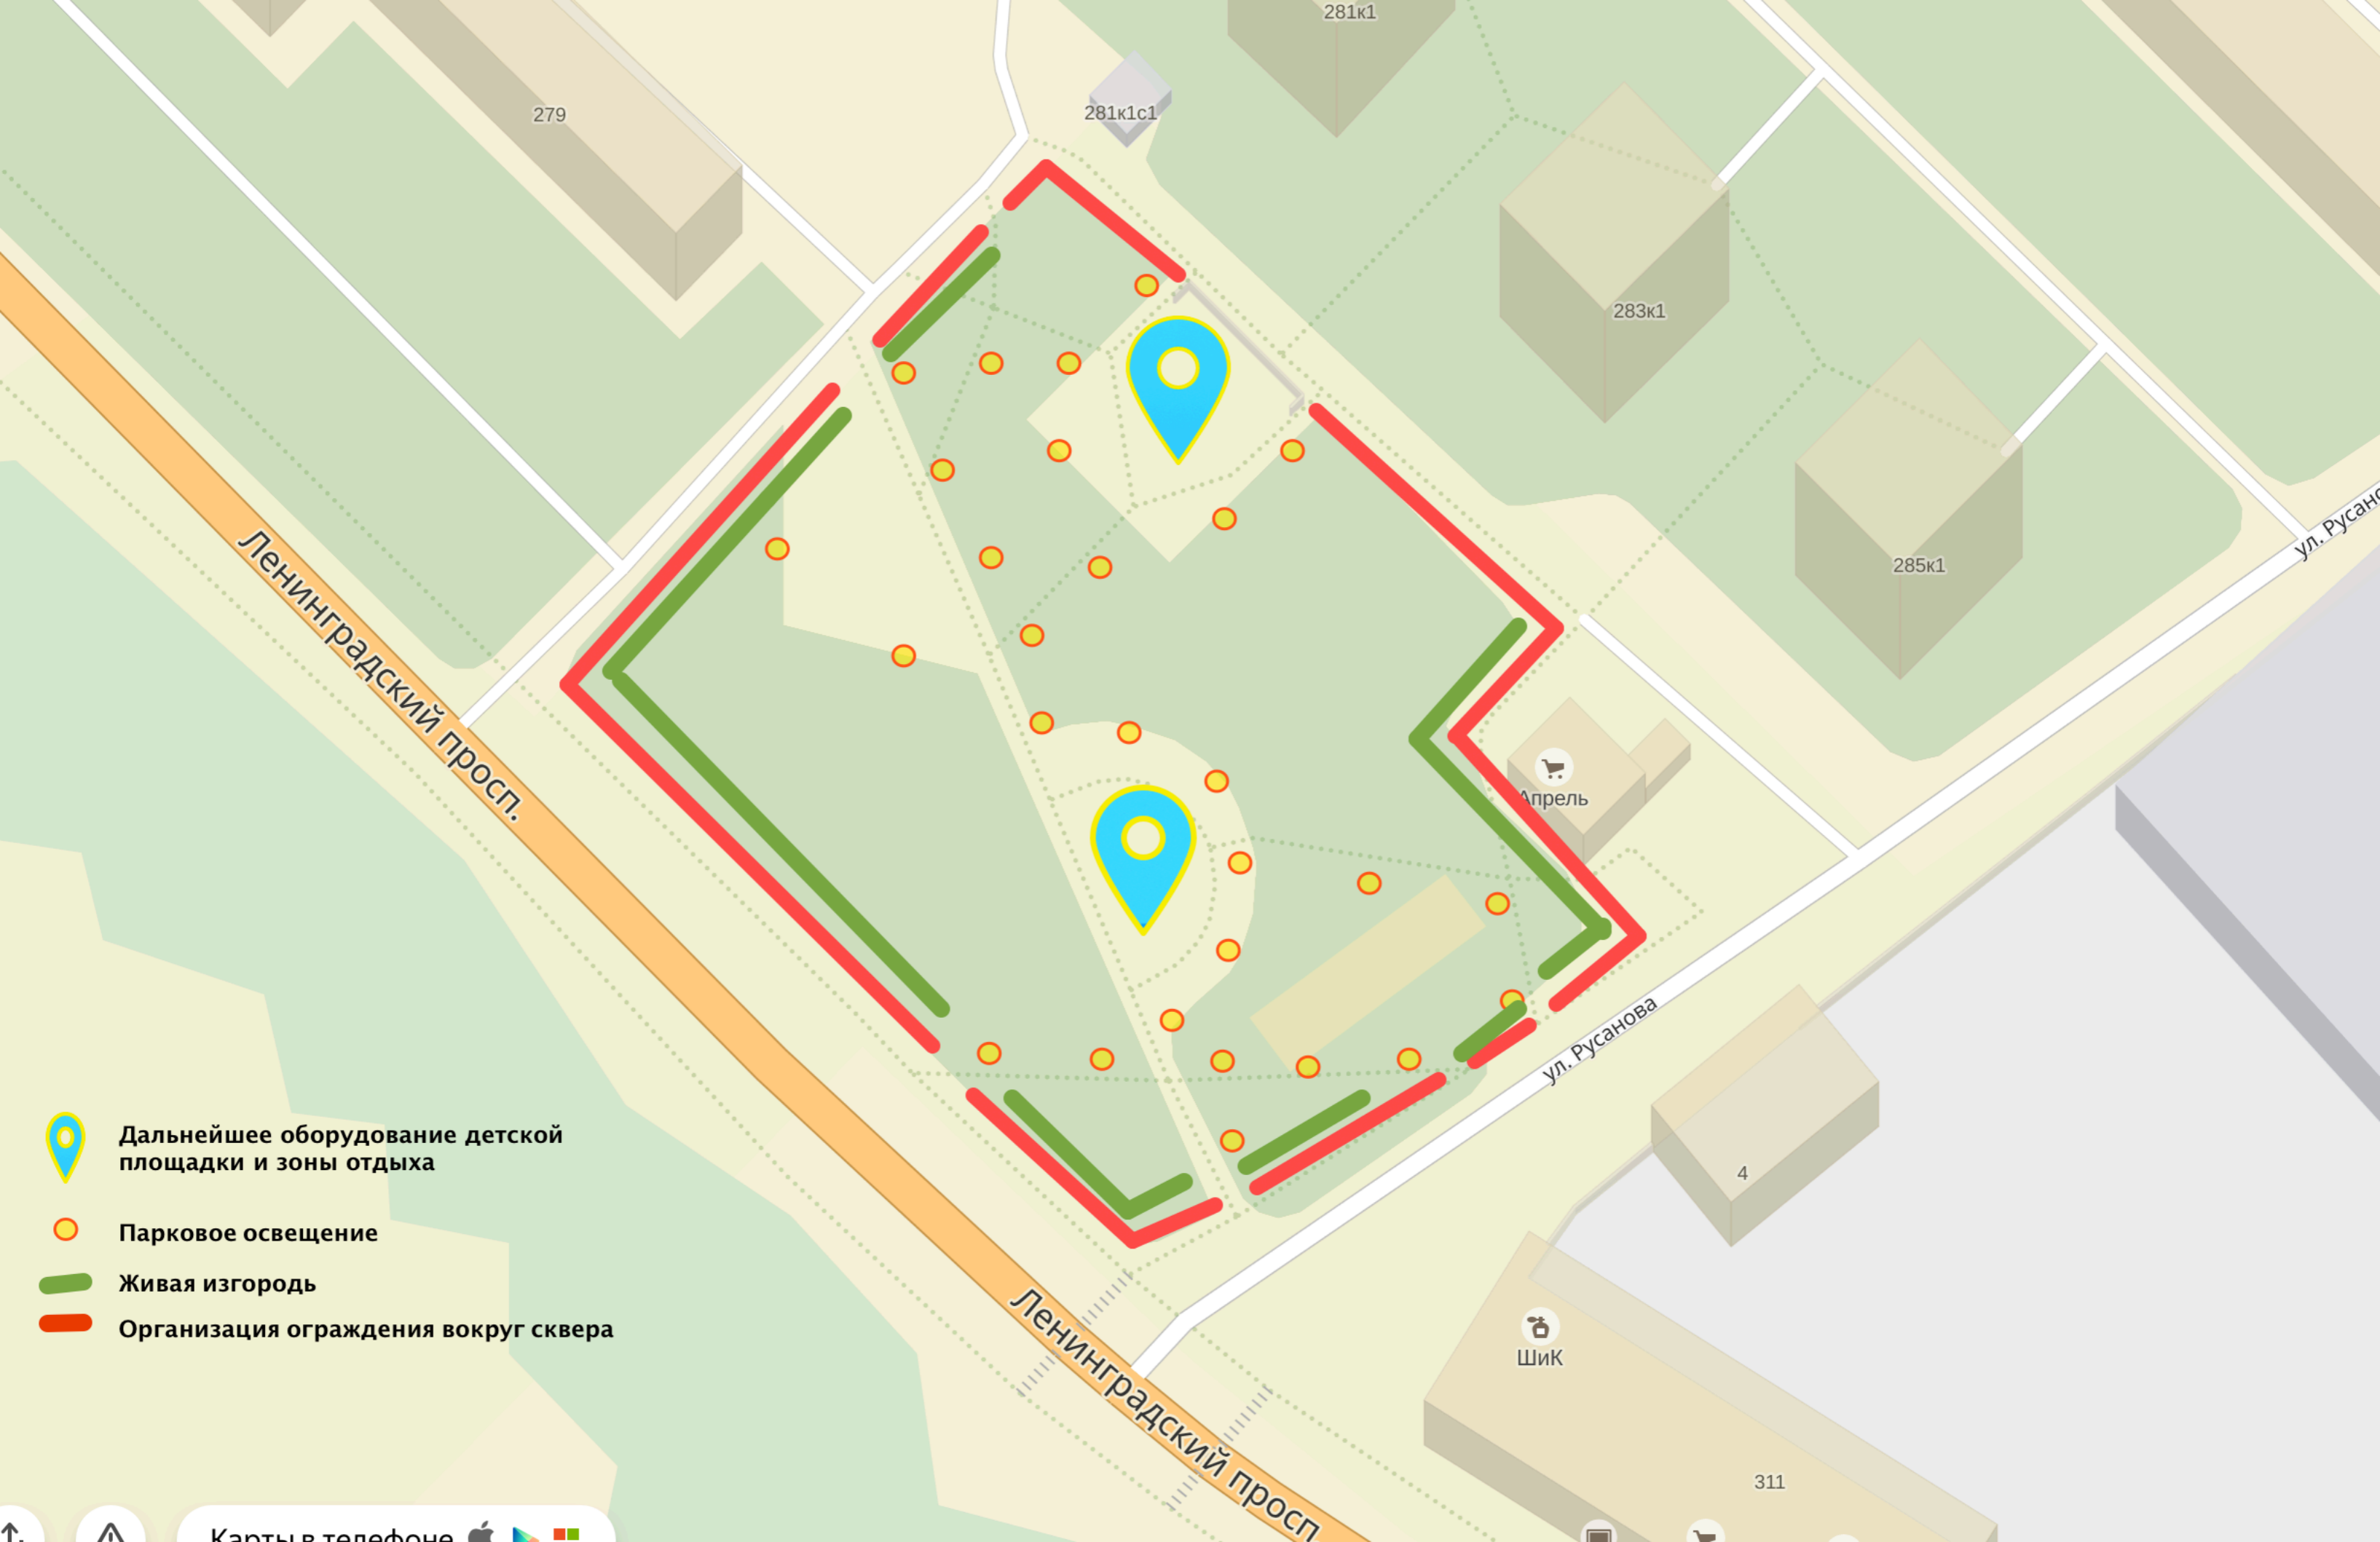 281к1
281к1с1
279
283к1
285к1
ул. Русано
Ленинградский просп.
Апрель
ул. Русанова
4
Дальнейшее оборудование детской
площадки и зоны отдыха
Парковое освещение
Живая изгородь
Организация ограждения вокруг сквера
Ленинградский просп
ШиК
311
Карты в телефоне